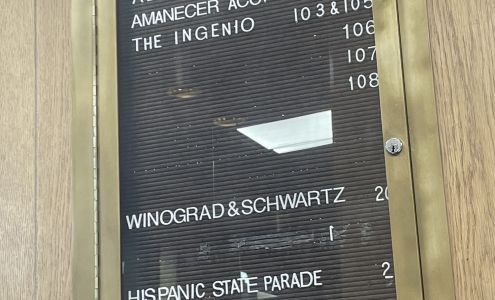 AMANECER
THE INGENIO 103 & 105
106
107
108
WINOGRAD & SCHWARTZ
HISPANIC STATE PARADE